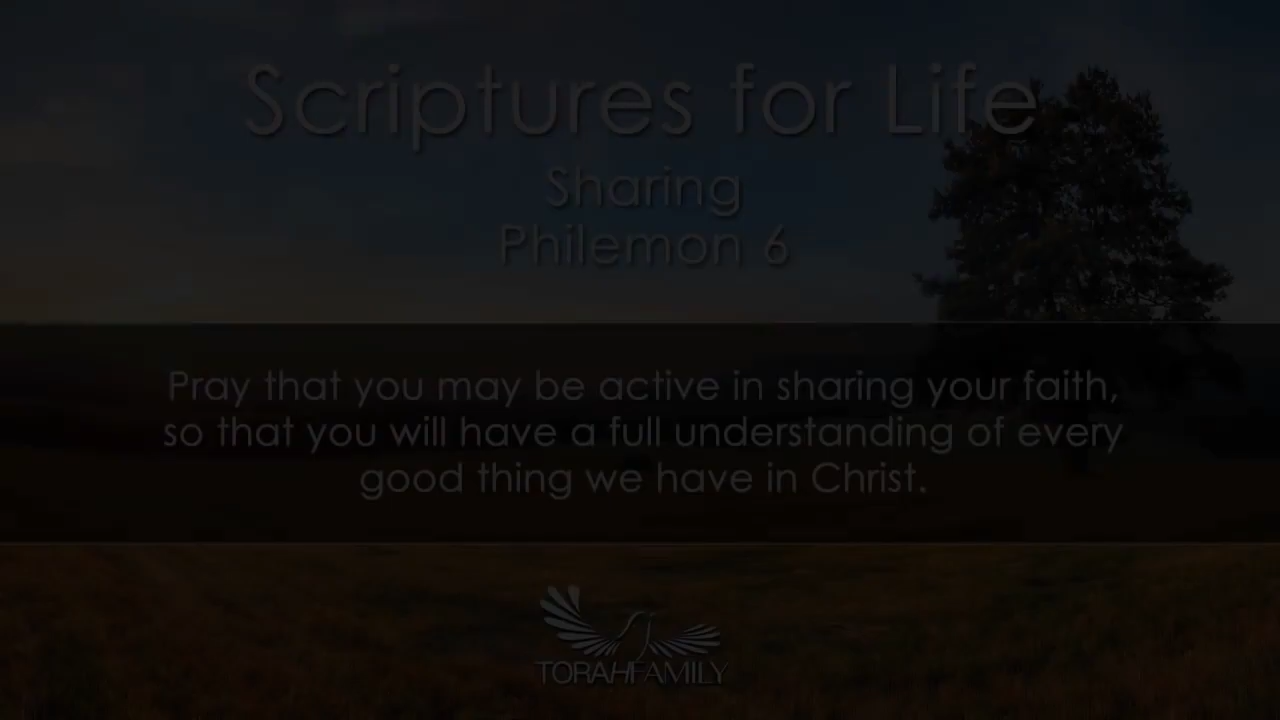 Scriptures for Life
Sharing
Philemon 6
Pray that you may be active in sharing your faith,
so that you will have a full understanding of every
good thing we have in Christ.
TORAHFAMILY